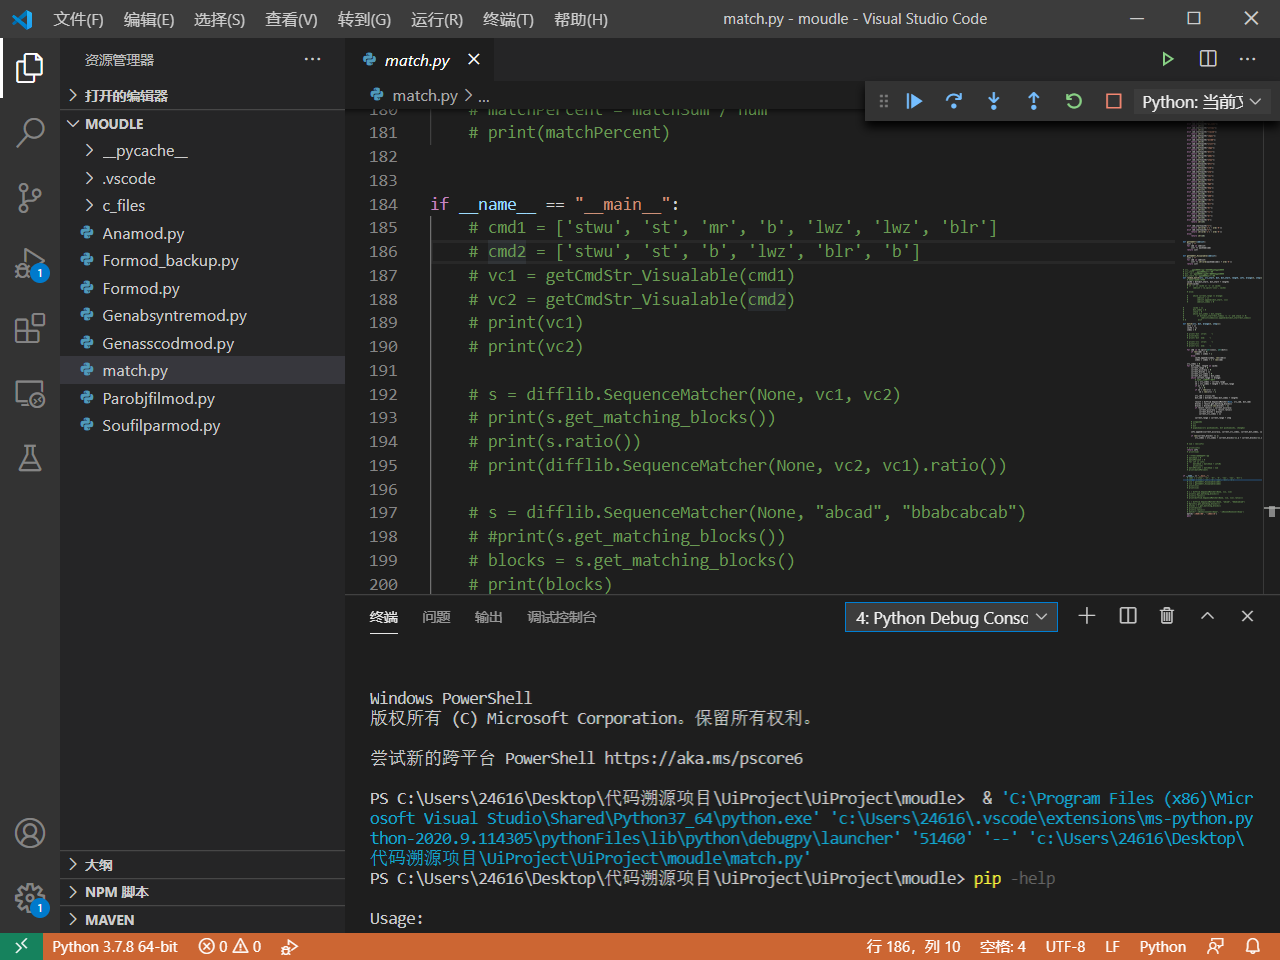 文件(F) 编辑(E) 选择(S) 查看(V) 转到(G) 运行(R) 终端(T) 帮助(H) match.py - moudle - Visual Studio Code
资源管理器 ···
打开的编辑器
MOUDLE
__pycache__
.vscode
c_files
Anamod.py
Formod_backup.py
Formod.py
Genabsyntremod.py
Genasscodmod.py
match.py
Parobjfilmod.py
Soufilparmod.py
大纲
NPM 脚本
MAVEN
1
1
match.py
match.py > ...
Python: 当前文
180 # matchPercent = matchSum / num
181 # print(matchPercent)
182
183
184 if __name__ == "__main__":
185 # cmd1 = ['stwu', 'st', 'mr', 'b', 'lwz', 'lwz', 'blr']
186 # cmd2 = ['stwu', 'st', 'b', 'lwz', 'blr', 'b']
187 # vc1 = getCmdStr_Visualable(cmd1)
188 # vc2 = getCmdStr_Visualable(cmd2)
189 # print(vc1)
190 # print(vc2)
191
192 # s = difflib.SequenceMatcher(None, vc1, vc2)
193 # print(s.get_matching_blocks())
194 # print(s.ratio())
195 # print(difflib.SequenceMatcher(None, vc2, vc1).ratio())
196
197 # s = difflib.SequenceMatcher(None, "abcad", "bbabcabcab")
198 # #print(s.get_matching_blocks())
199 # blocks = s.get_matching_blocks()
200 # print(blocks)
终端 问题 输出 调试控制台 4: Python Debug Consc
Windows PowerShell
版权所有 (C) Microsoft Corporation。保留所有权利。
尝试新的跨平台 PowerShell https://aka.ms/pscore6
PS C:\Users\24616\Desktop\代码溯源项目\UiProject\UiProject\moudle>  & 'C:\Program Files (x86)\Micr
osoft Visual Studio\Shared\Python37_64\python.exe' 'c:\Users\24616\.vscode\extensions\ms-python.py
thon-2020.9.114305\pythonFiles\lib\python\debugpy\launcher' '51460' '--' 'c:\Users\24616\Desktop\
代码溯源项目\UiProject\UiProject\moudle\match.py'
PS C:\Users\24616\Desktop\代码溯源项目\UiProject\UiProject\moudle> pip -help
Usage:
Python 3.7.8 64-bit 0 0 行 186, 列 10 空格: 4 UTF-8 LF Python